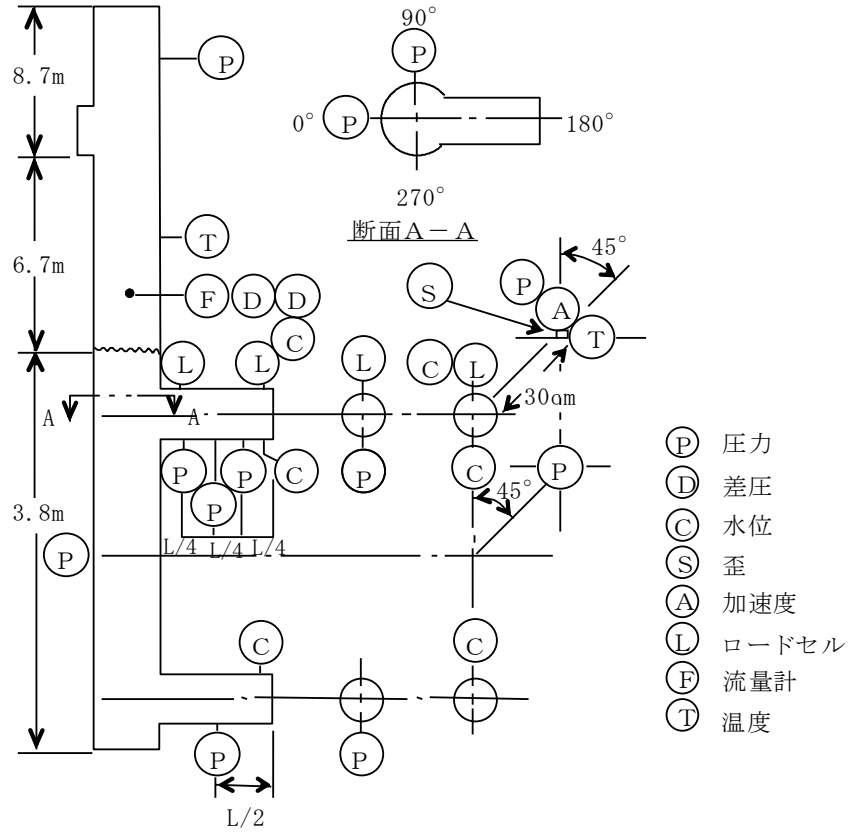 90°
P
8.7m
P
0°
P
180°
270°
断面A－A
45°
6.7m
T
P
S
A
F
D
D
T
C
L
L
L
C
L
30cm
A
A
P
圧力
P
P
C
P
C
P
D
差圧
45°
P
C
水位
3.8m
L/4
L/4
L/4
S
歪
P
A
加速度
C
C
L
ロードセル
F
流量計
T
温度
P
P
L/2